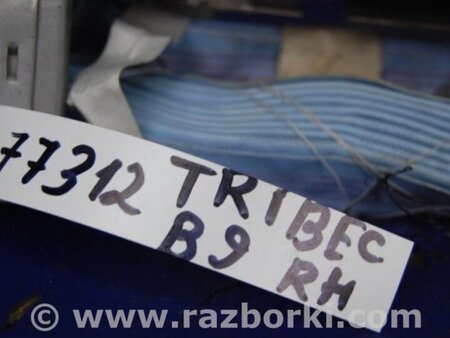 77312 TRIBEC
B9 RH
© www.razborki.com